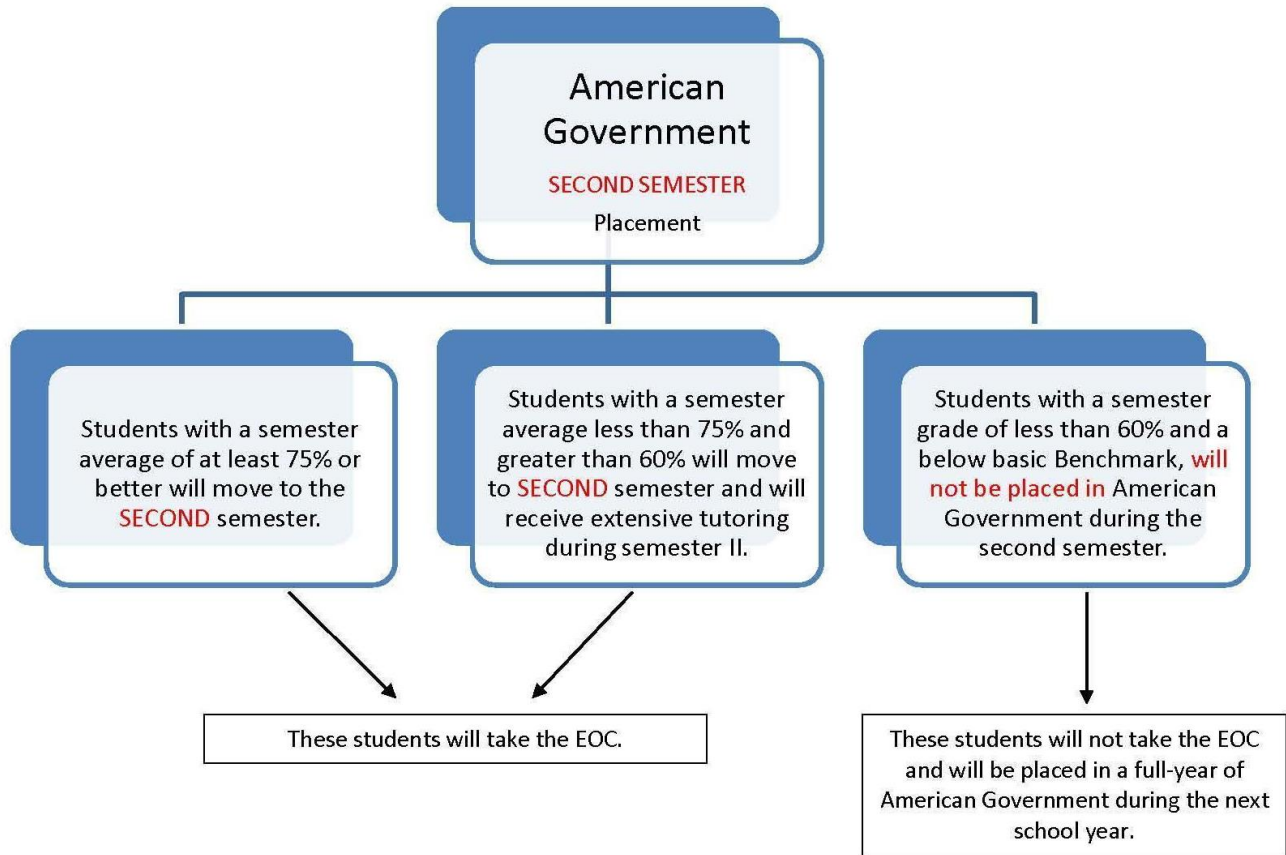 American
Government
SECOND SEMESTER
Placement
Students with a semester
average of at least 75% or
better will move to the
SECOND semester.
Students with a semester
average less than 75% and
greater than 60% will move
to SECOND semester and will
receive extensive tutoring
during semester II.
Students with a semester
grade of less than 60% and a
below basic Benchmark, will
not be placed in American
Government during the
second semester.
These students will take the EOC.
These students will not take the EOC
and will be placed in a full-year of
American Government during the next
school year.